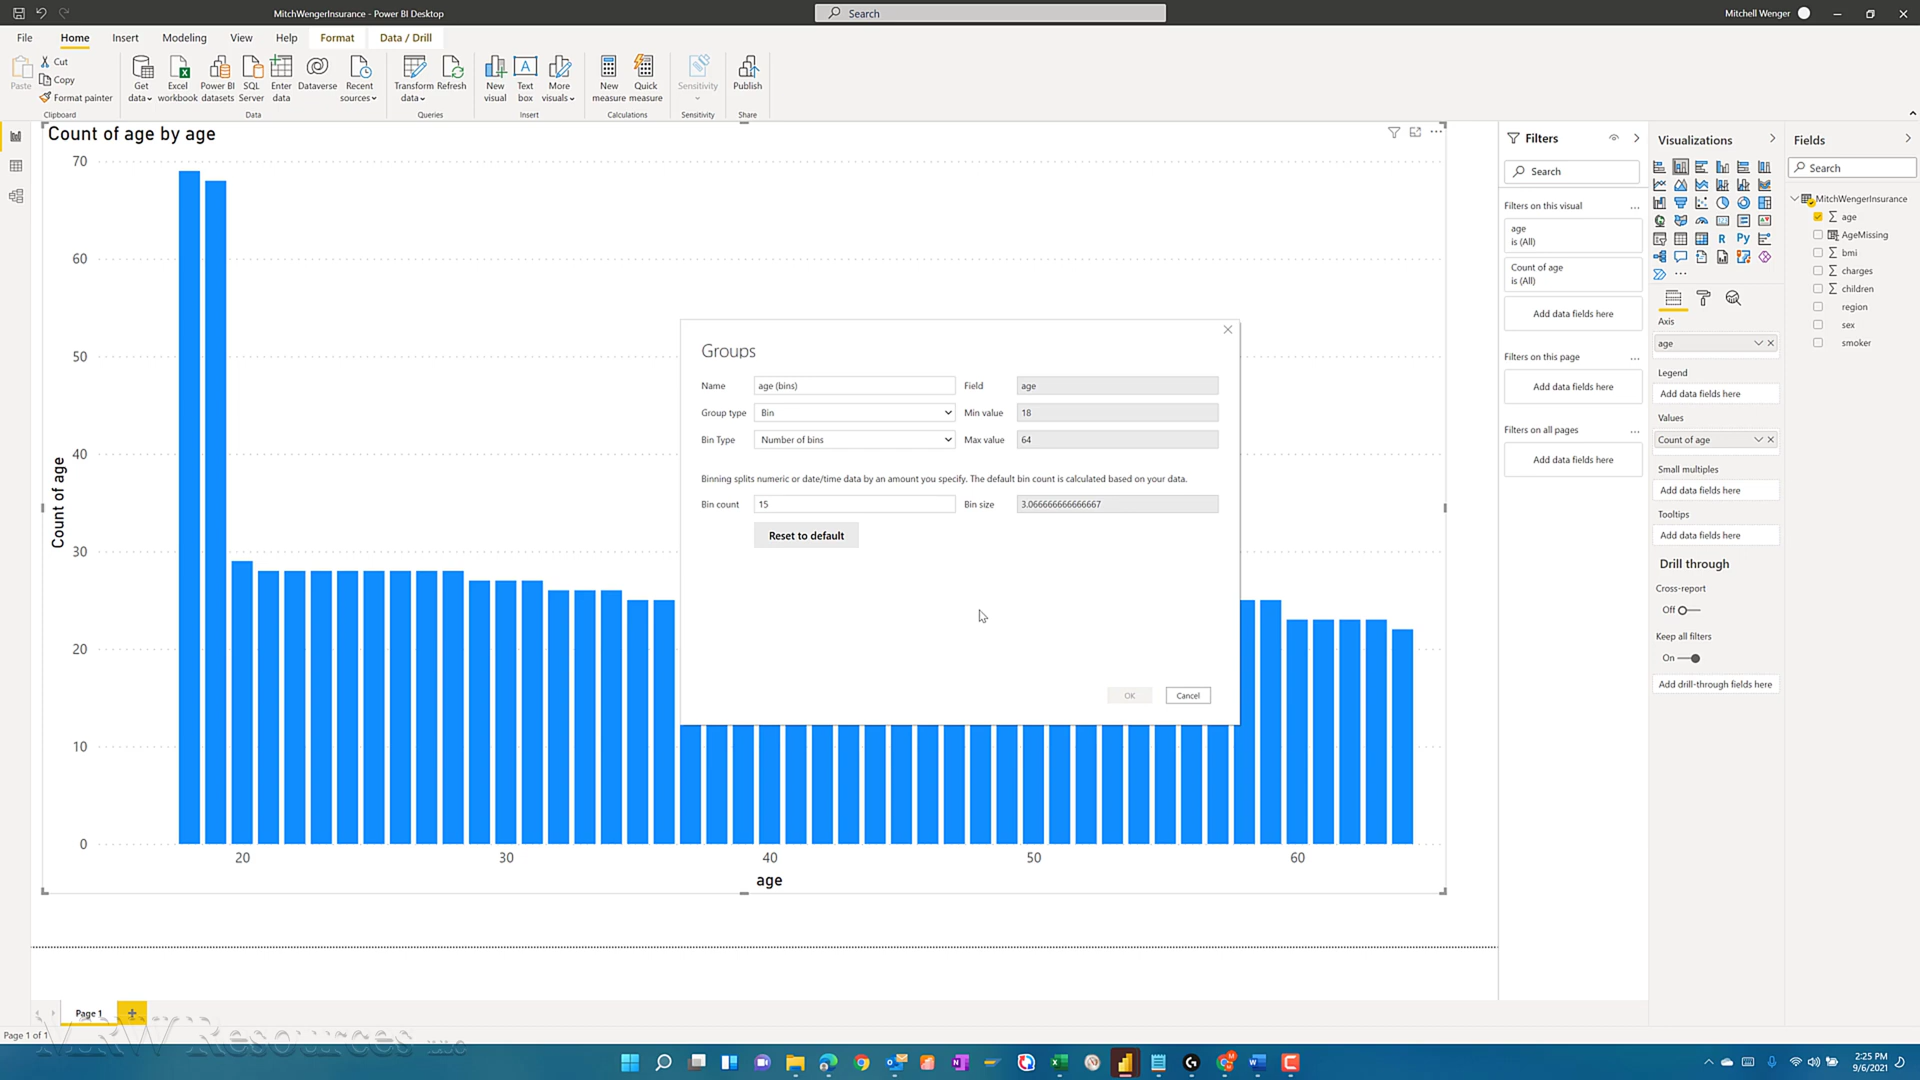 MitchWengerInsurance - Power BI Desktop
Search
Mitchell Wenger
File Home Insert Modeling View Help Format Data / Drill
Paste
Cut
Copy
Format painter
Clipboard
Get data
Excel workbook
Power BI datasets
SQL Server
Enter data
Dataverse
Recent sources
Data
Transform data
Refresh
Queries
New visual
Text box
More visuals
Insert
New measure
Quick measure
Calculations
Sensitivity
Sensitivity
Publish
Share
Count of age by age
70
60
50
40
30
20
10
0
Count of age
20 30 40 50 60
age
Groups
Name age (bins) Field age
Group type Bin Min value 18
Bin Type Number of bins Max value 64
Binning splits numeric or date/time data by an amount you specify. The default bin count is calculated based on your data.
Bin count 15 Bin size 3.066666666666667
Reset to default
OK Cancel
Filters
Search
Filters on this visual
age
is (All)
Count of age
is (All)
Add data fields here
Filters on this page
Add data fields here
Filters on all pages
Add data fields here
Visualizations
R Py
Axis
age
Legend
Add data fields here
Values
Count of age
Small multiples
Add data fields here
Tooltips
Add data fields here
Drill through
Cross-report
Off
Keep all filters
On
Add drill-through fields here
Fields
Search
MitchWengerInsurance
age
AgeMissing
bmi
charges
children
region
sex
smoker
Page 1
Page 1 of 1
MRW Resources LLC
2:25 PM
9/6/2021